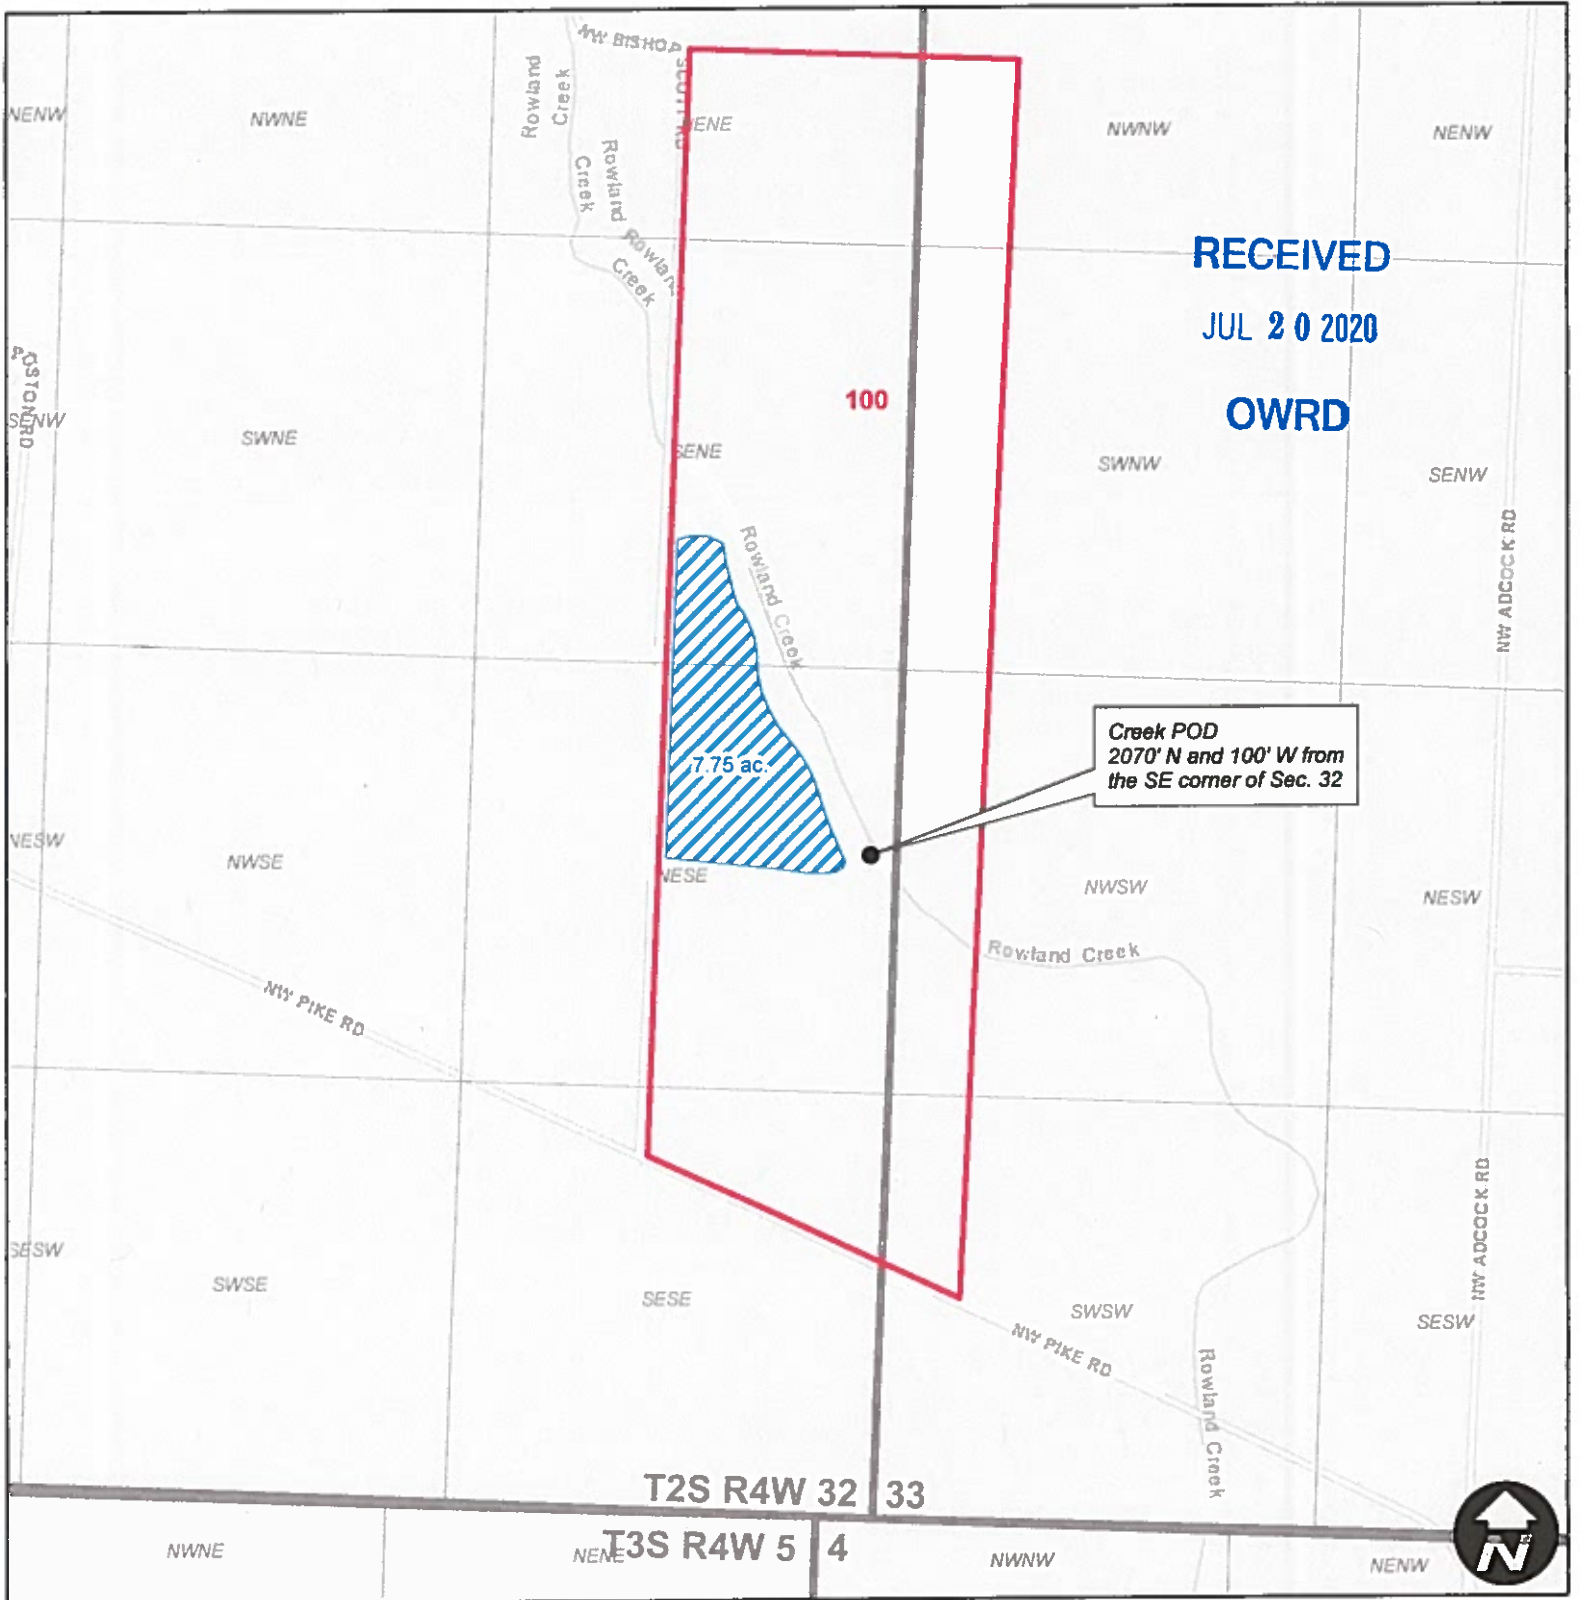 NW BISHOP
SCOTT RD
Rowland
Creek
NENW
NWNE
NENE
NWNW
NENW
Rowland
Creek
Rowland
Creek
RECEIVED
JUL 20 2020
OWRD
100
SENW
SWNE
SENE
SWNW
SENW
NW ADCOCK RD
Rowland Creek
Creek POD
2070' N and 100' W from
the SE corner of Sec. 32
7.75 ac.
NESW
NWSE
NESE
NWSW
NESW
Rowland Creek
NW PIKE RD
NW ADCOCK RD
SESW
SWSE
SESE
SWSW
SESW
NW PIKE RD
Rowland Creek
T2S R4W 32 33
T3S R4W 5 4
NWNE
NENE
NWNW
NENW
N